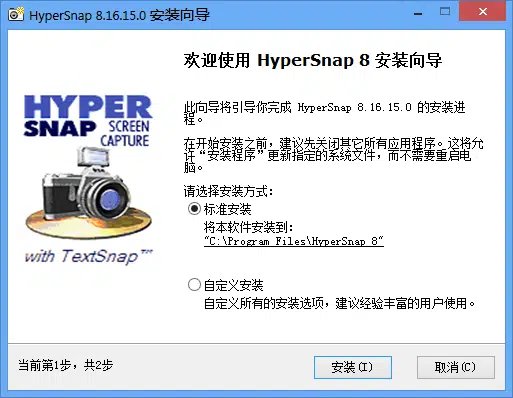 HyperSnap 8.16.15.0 安装向导
欢迎使用 HyperSnap 8 安装向导
HYPER
SNAP SCREEN
CAPTURE
with TextSnap™
此向导将引导你完成 HyperSnap 8.16.15.0 的安装进
程。
在开始安装之前，建议先关闭其它所有应用程序。这将允
许“安装程序”更新指定的系统文件，而不需要重启电
脑。
请选择安装方式：
标准安装
将本软件安装到：
"C:\Program Files\HyperSnap 8"
自定义安装
自定义所有的安装选项，建议经验丰富的用户使用。
当前第1步，共2步
安装(I)
取消(C)